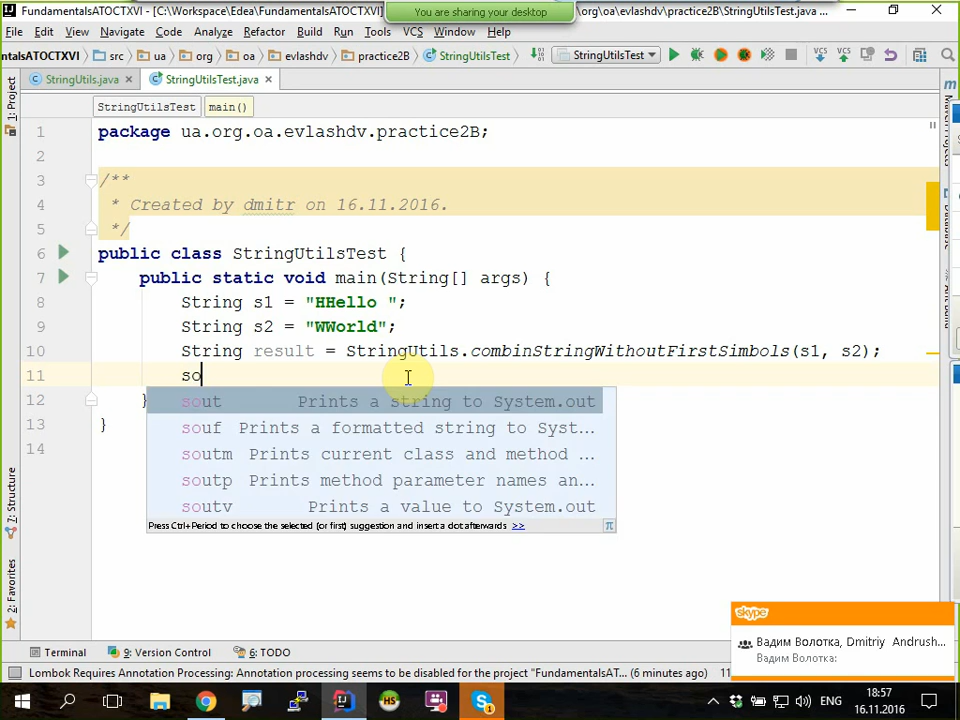 FundamentalsATOCTXVI - [C:\Workspace\Edea\FundamentalsATOCTXVI]
You are sharing your desktop
\org\oa\evlashdv\practice2B\StringUtilsTest.java ...
File Edit View Navigate Code Analyze Refactor Build Run Tools VCS Window Help
ntalsATOCTXVI src ua org oa evlashdv practice2B StringUtilsTest StringUtilsTest VCS VCS
StringUtils.java StringUtilsTest.java
StringUtilsTest main()
1 package ua.org.oa.evlashdv.practice2B;
2
3 /**
4 * Created by dmitr on 16.11.2016.
5 */
6 public class StringUtilsTest {
7 public static void main(String[] args) {
8 String s1 = "HHello ";
9 String s2 = "WWorld";
10 String result = StringUtils.combinStringWithoutFirstSimbols(s1, s2);
11 so
12 }
13 }
14
sout Prints a string to System.out
souf Prints a formatted string to Syst...
soutm Prints current class and method ...
soutp Prints method parameter names an...
soutv Prints a value to System.out
Press Ctrl+Period to choose the selected (or first) suggestion and insert a dot afterwards >> π
1: Project
7: Structure
2: Favorites
skype
Вадим Волотка, Dmitriy Andrush...
Вадим Волотка:
Terminal 9: Version Control 6: TODO
Lombok Requires Annotation Processing: Annotation processing seems to be disabled for the project "FundamentalsAT... (6 minutes ago)
ENG
18:57
16.11.2016